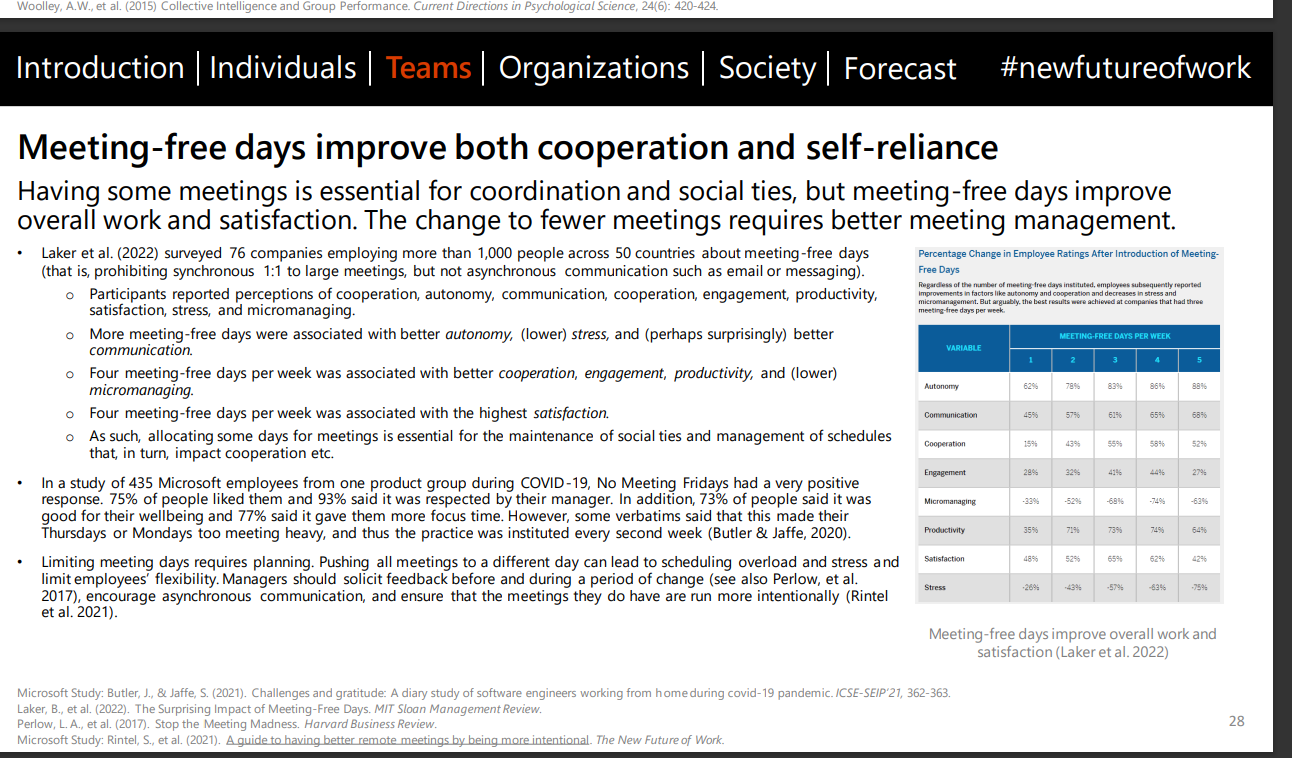 Woolley, A.W., et al. (2015) Collective Intelligence and Group Performance. Current Directions in Psychological Science, 24(6): 420-424.
Introduction | Individuals | Teams | Organizations | Society | Forecast #newfutureofwork
Meeting-free days improve both cooperation and self-reliance
Having some meetings is essential for coordination and social ties, but meeting-free days improve
overall work and satisfaction. The change to fewer meetings requires better meeting management.
• Laker et al. (2022) surveyed 76 companies employing more than 1,000 people across 50 countries about meeting-free days
(that is, prohibiting synchronous 1:1 to large meetings, but not asynchronous communication such as email or messaging).
o Participants reported perceptions of cooperation, autonomy, communication, cooperation, engagement, productivity,
satisfaction, stress, and micromanaging.
o More meeting-free days were associated with better autonomy, (lower) stress, and (perhaps surprisingly) better
communication.
o Four meeting-free days per week was associated with better cooperation, engagement, productivity, and (lower)
micromanaging.
o Four meeting-free days per week was associated with the highest satisfaction.
o As such, allocating some days for meetings is essential for the maintenance of social ties and management of schedules
that, in turn, impact cooperation etc.
• In a study of 435 Microsoft employees from one product group during COVID-19, No Meeting Fridays had a very positive
response. 75% of people liked them and 93% said it was respected by their manager. In addition, 73% of people said it was
good for their wellbeing and 77% said it gave them more focus time. However, some verbatims said that this made their
Thursdays or Mondays too meeting heavy, and thus the practice was instituted every second week (Butler & Jaffe, 2020).
• Limiting meeting days requires planning. Pushing all meetings to a different day can lead to scheduling overload and stress and
limit employees' flexibility. Managers should solicit feedback before and during a period of change (see also Perlow, et al.
2017), encourage asynchronous communication, and ensure that the meetings they do have are run more intentionally (Rintel
et al. 2021).
Percentage Change in Employee Ratings After Introduction of Meeting-
Free Days
Regardless of the number of meeting-free days instituted, employees subsequently reported
improvements in factors like autonomy and cooperation and decreases in stress and
micromanagement. But arguably, the best results were achieved at companies that had three
meeting-free days per week.
VARIABLE MEETING-FREE DAYS PER WEEK
1 2 3 4 5
Autonomy 62% 78% 83% 86% 88%
Communication 45% 57% 61% 65% 68%
Cooperation 15% 43% 55% 58% 52%
Engagement 28% 32% 41% 44% 27%
Micromanaging -33% -52% -68% -74% -63%
Productivity 35% 71% 73% 74% 64%
Satisfaction 48% 52% 65% 62% 42%
Stress -26% -43% -57% -63% -75%
Meeting-free days improve overall work and
satisfaction (Laker et al. 2022)
Microsoft Study: Butler, J., & Jaffe, S. (2021). Challenges and gratitude: A diary study of software engineers working from home during covid-19 pandemic. ICSE-SEIP'21, 362-363.
Laker, B., et al. (2022). The Surprising Impact of Meeting-Free Days. MIT Sloan Management Review.
Perlow, L. A., et al. (2017). Stop the Meeting Madness. Harvard Business Review.
Microsoft Study: Rintel, S., et al. (2021). A guide to having better remote meetings by being more intentional. The New Future of Work.
28